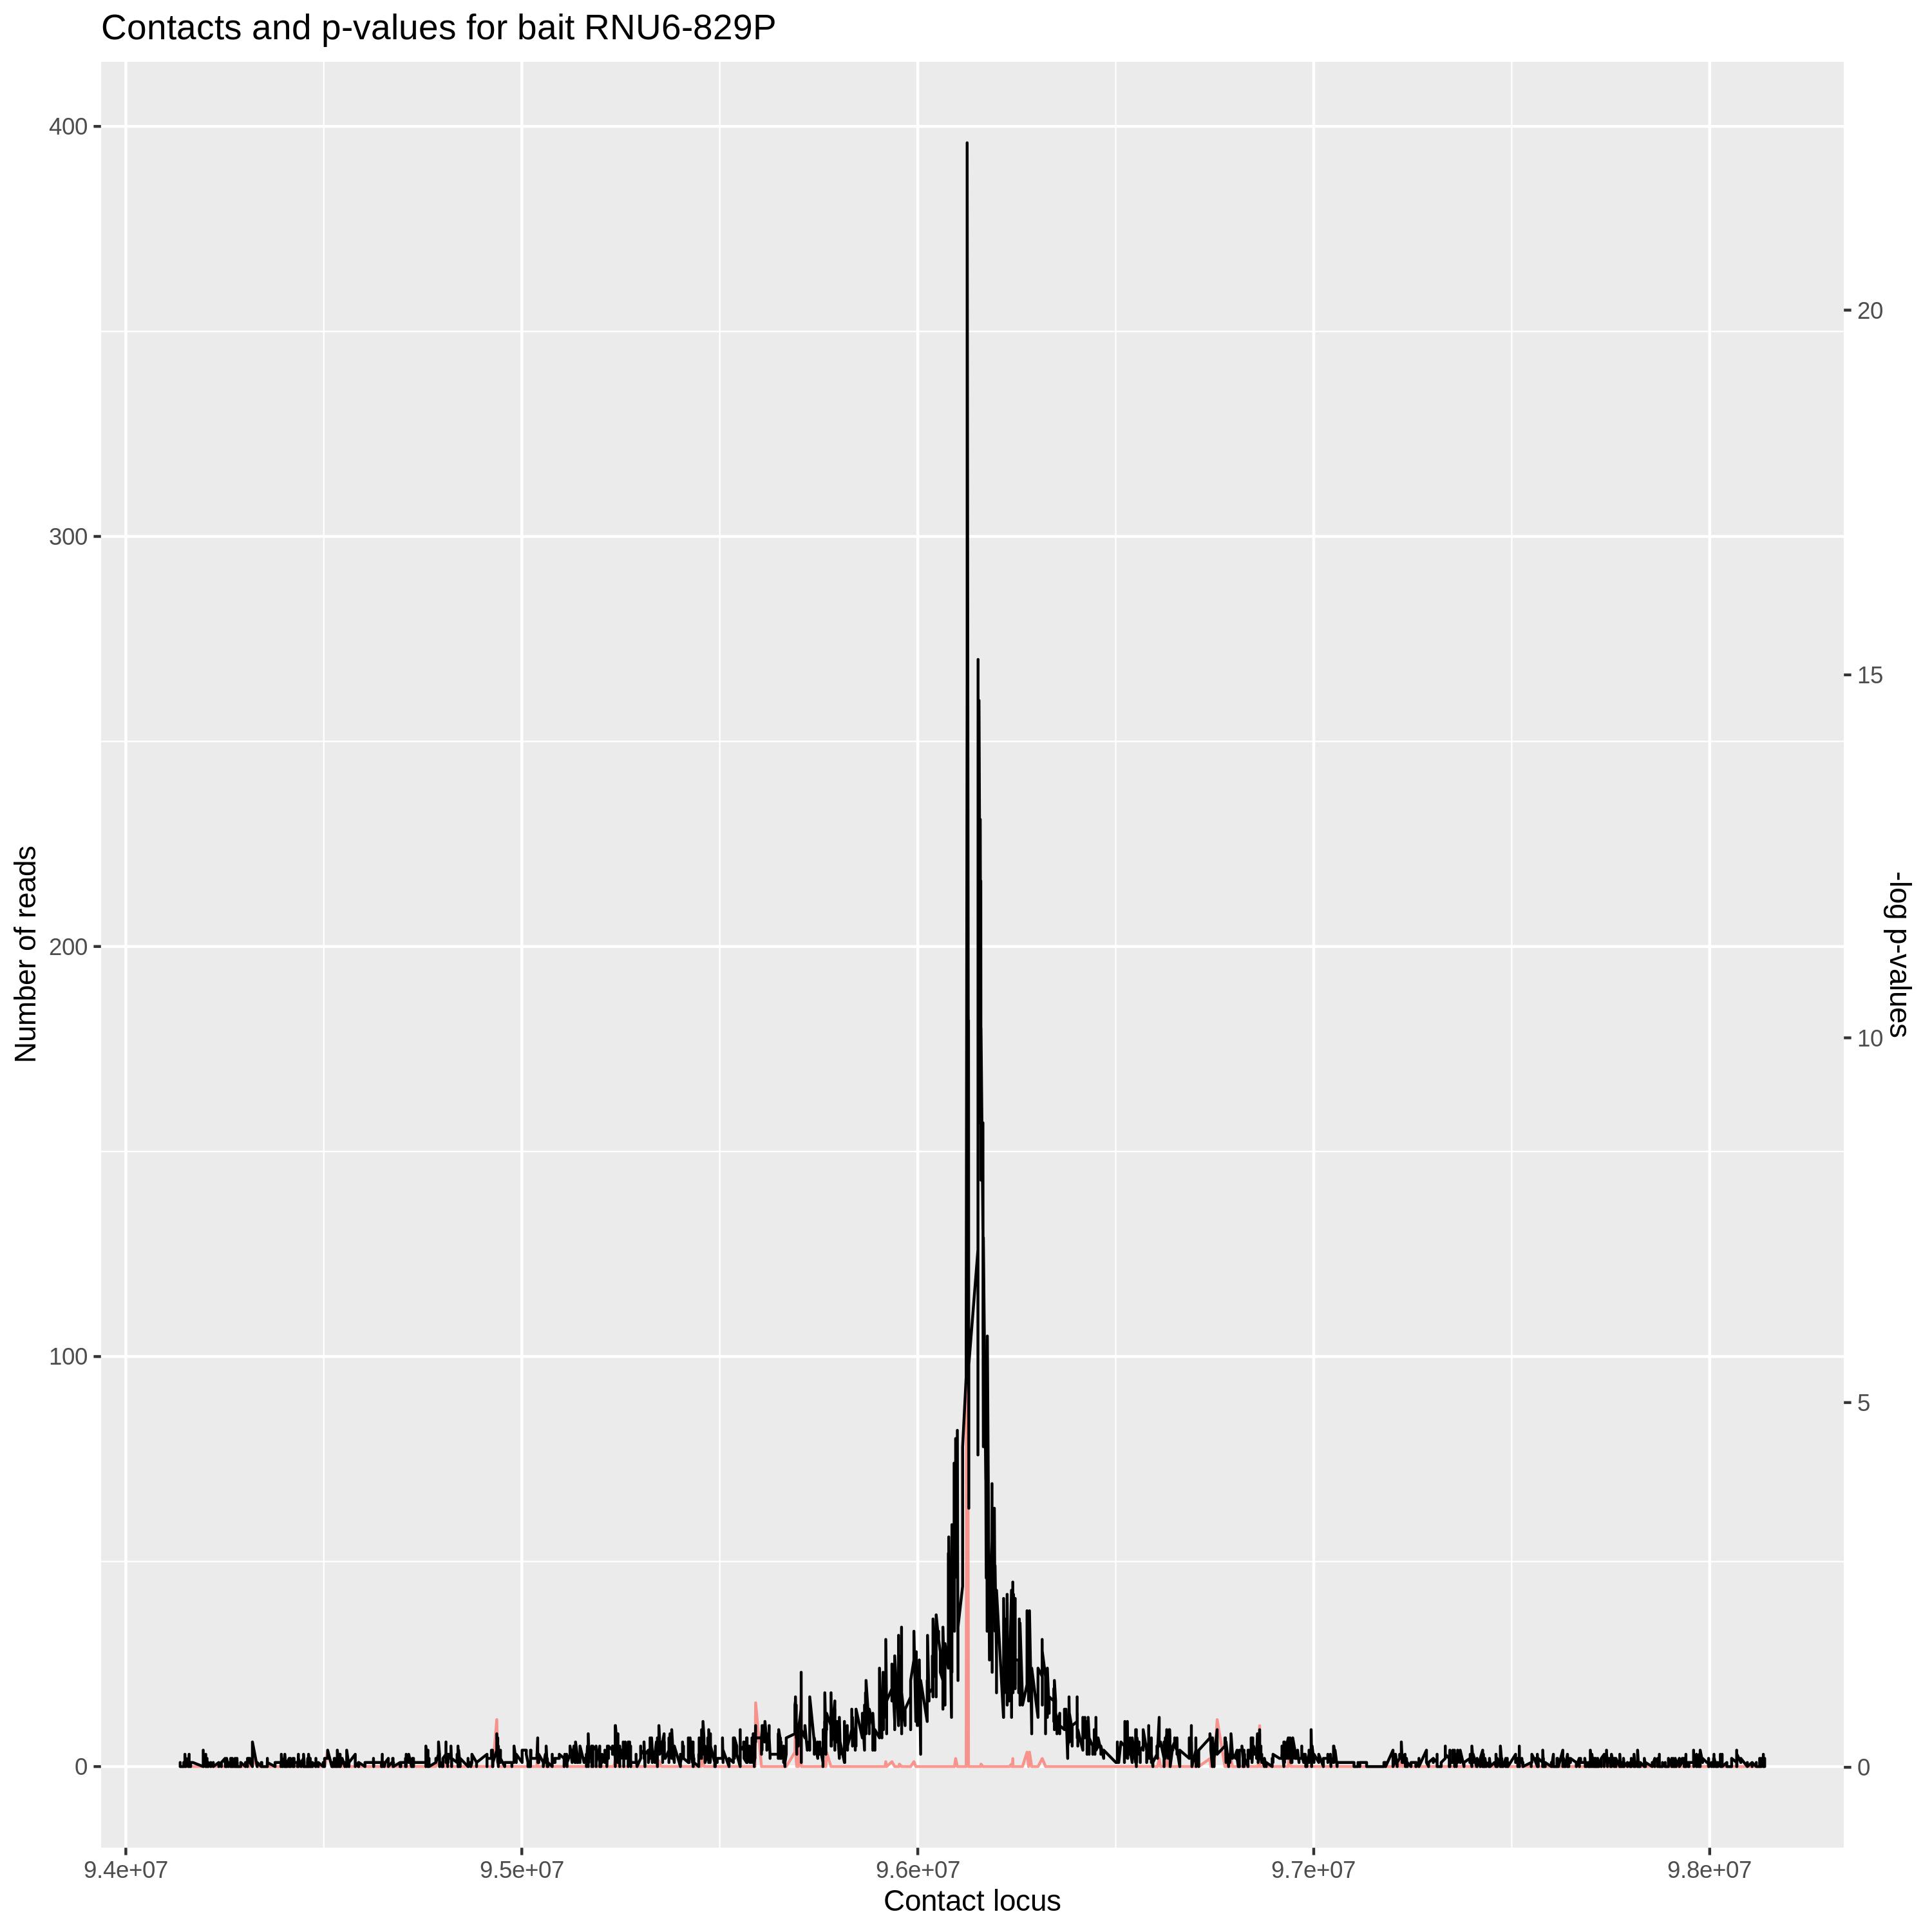 Contacts and p-values for bait RNU6-829P
Number of reads
400
300
200
100
0
20
15
10
5
0
-log p-values
9.4e+07
9.5e+07
9.6e+07
9.7e+07
9.8e+07
Contact locus